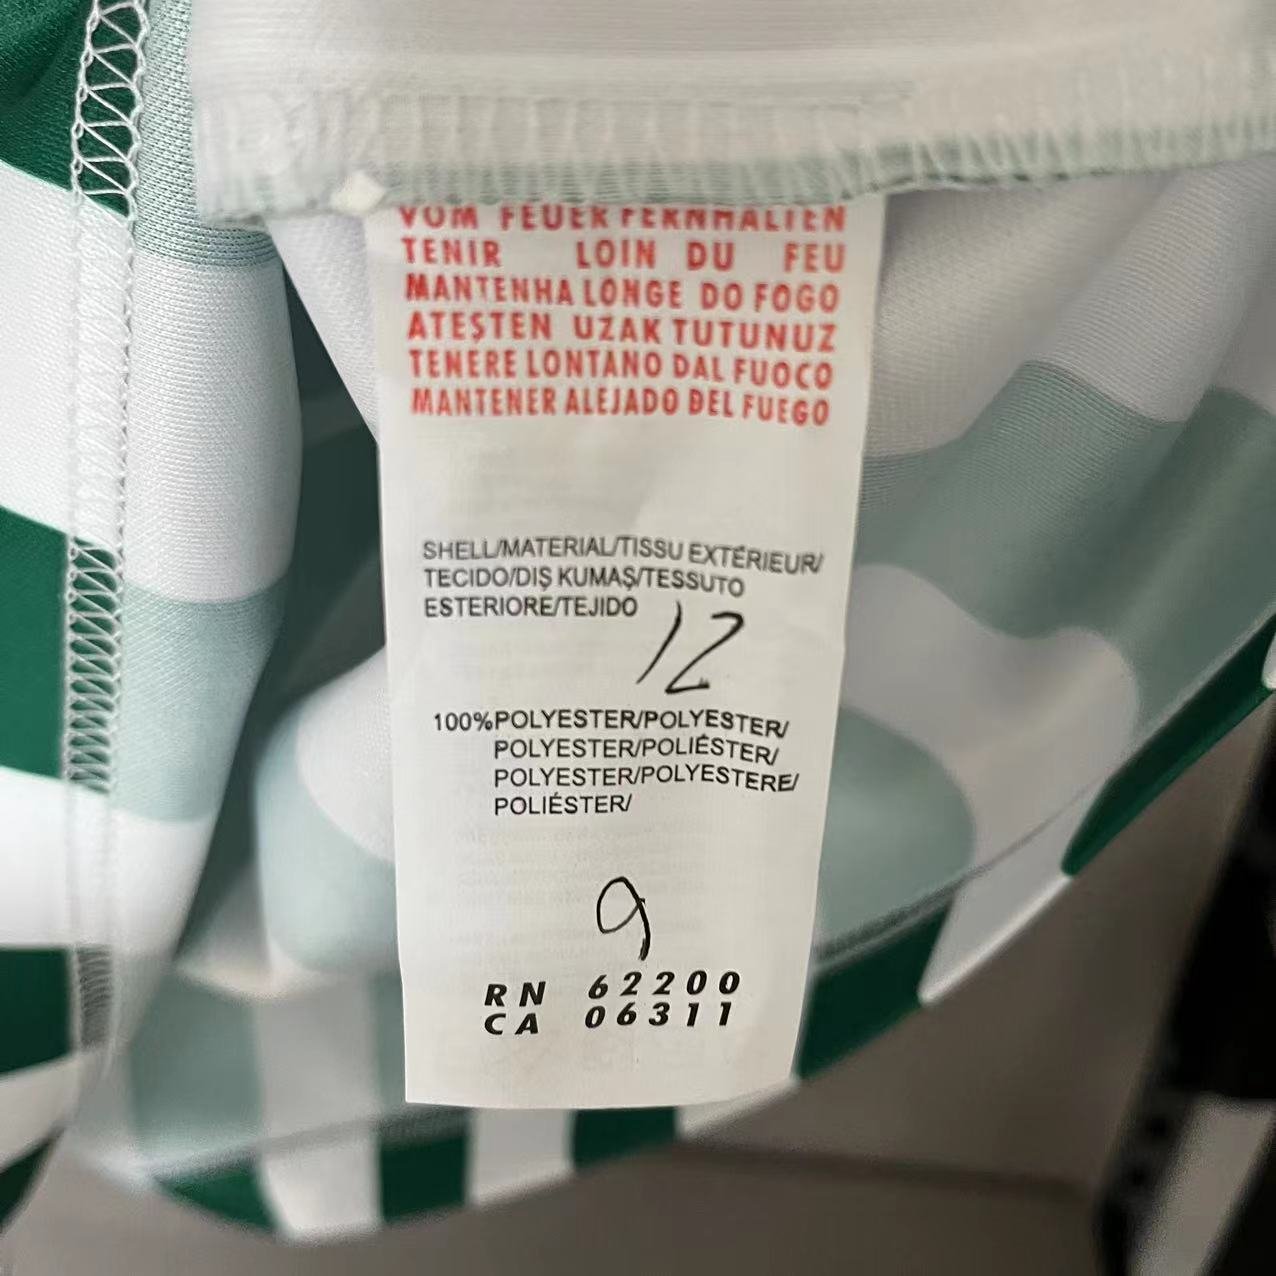 VOM FEUER FERNHALTEN
TENIR LOIN DU FEU
MANTENHA LONGE DO FOGO
ATEŞTEN UZAK TUTUNUZ
TENERE LONTANO DAL FUOCO
MANTENER ALEJADO DEL FUEGO
SHELL/MATERIAL/TISSU EXTÉRIEUR/
TECIDO/DIŞ KUMAŞ/TESSUTO
ESTERIORE/TEJIDO
12
100%POLYESTER/POLYESTER/
POLYESTER/POLIÉSTER/
POLYESTER/POLYESTERE/
POLIÉSTER/
9
RN 62200
CA 06311